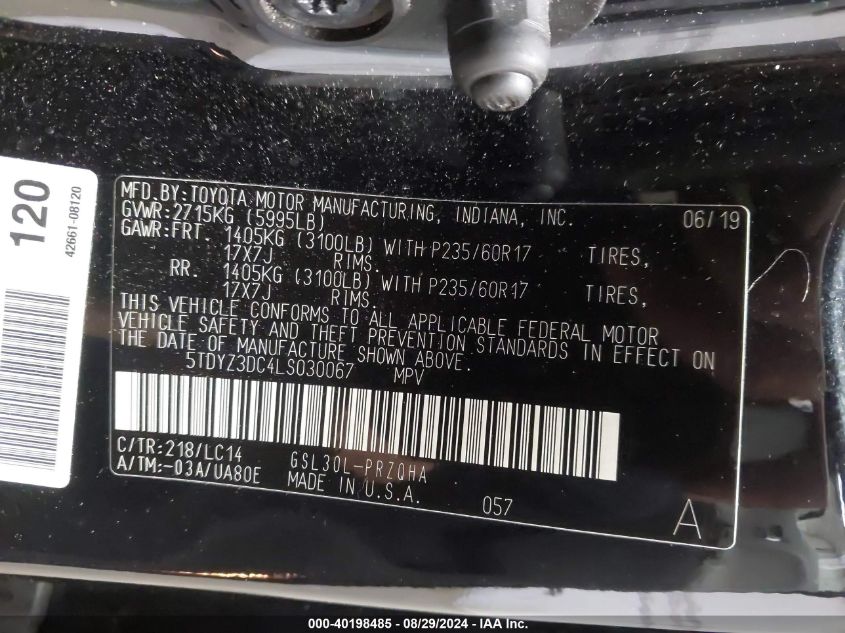 120
42661-08120
MFD.BY:TOYOTA MOTOR MANUFACTURING, INDIANA, INC. 06/19
GVWR:2715KG (5995LB)
GAWR:FRT. 1405KG (3100LB) WITH P235/60R17 TIRES,
17X7J RIMS.
RR. 1405KG (3100LB) WITH P235/60R17 TIRES,
17X7J RIMS.
THIS VEHICLE CONFORMS TO ALL APPLICABLE FEDERAL MOTOR
VEHICLE SAFETY AND THEFT PREVENTION STANDARDS IN EFFECT ON
THE DATE OF MANUFACTURE SHOWN ABOVE.
5TDYZ3DC4LS030067 MPV
C/TR:218/LC14 GSL30L-PRZQHA
A/TM:-03A/UA80E MADE IN U.S.A. 057
A
000-40198485 - 08/29/2024 - © IAA, LLC